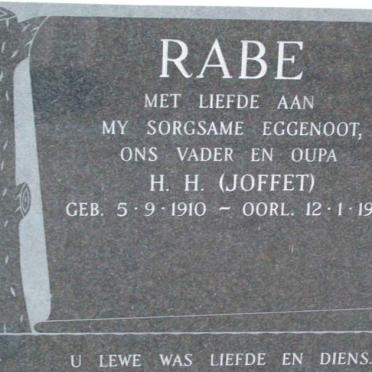 RABE
MET LIEFDE AAN
MY SORGSAME EGGENOOT,
ONS VADER EN OUPA
H. H. (JOFFET)
GEB. 5·9·1910 ~ OORL. 12·1·19
U LEWE WAS LIEFDE EN DIENS.